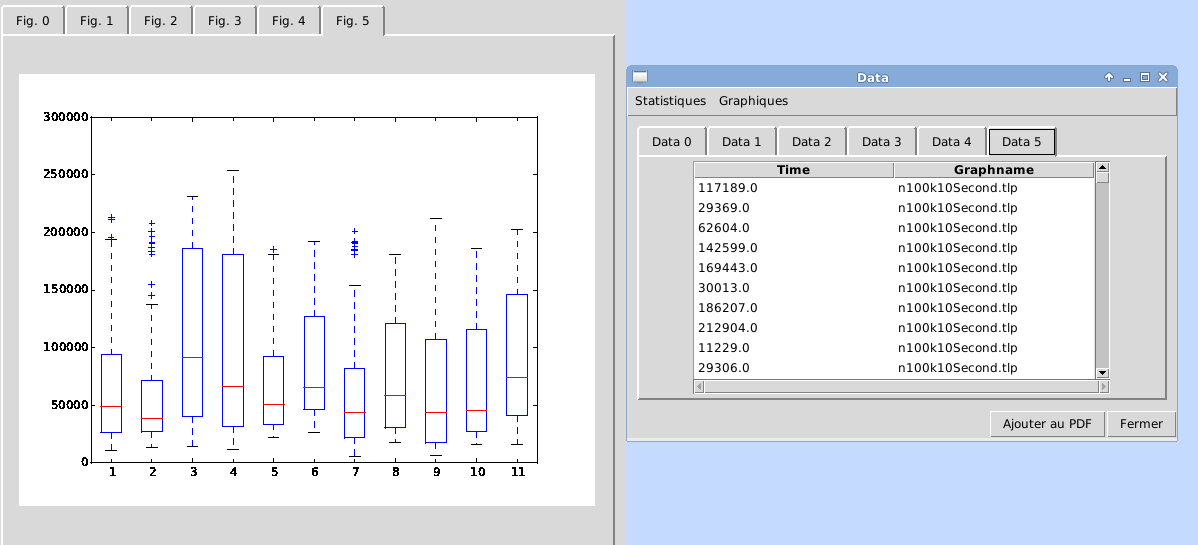 Fig. 0 Fig. 1 Fig. 2 Fig. 3 Fig. 4 Fig. 5
300000
250000
200000
150000
100000
50000
0
1 2 3 4 5 6 7 8 9 10 11
Data
Statistiques Graphiques
Data 0 Data 1 Data 2 Data 3 Data 4 Data 5
Time Graphname
117189.0 n100k10Second.tlp
29369.0 n100k10Second.tlp
62604.0 n100k10Second.tlp
142599.0 n100k10Second.tlp
169443.0 n100k10Second.tlp
30013.0 n100k10Second.tlp
186207.0 n100k10Second.tlp
212904.0 n100k10Second.tlp
11229.0 n100k10Second.tlp
29306.0 n100k10Second.tlp
Ajouter au PDF Fermer